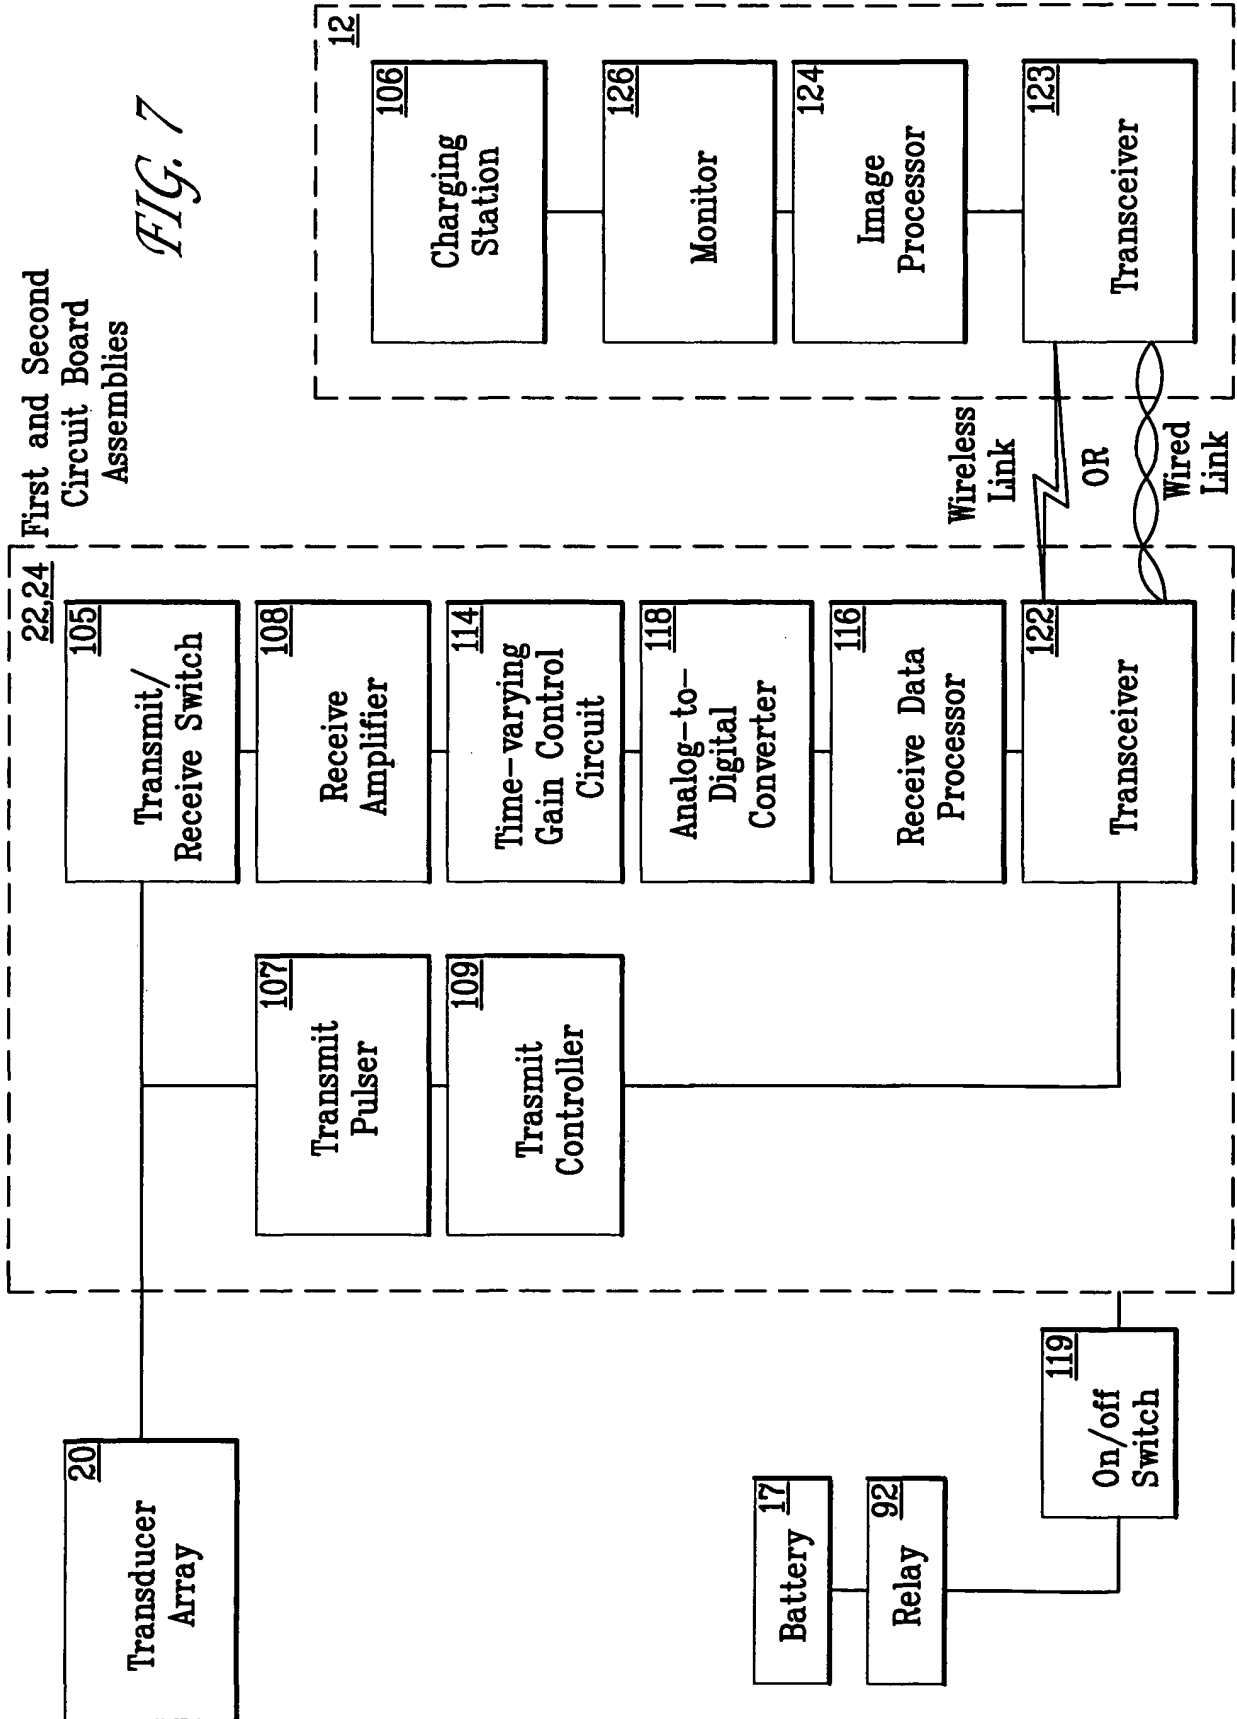 FIG. 7
20
Transducer
Array
22,24
First and Second
Circuit Board
Assemblies
105
Transmit/
Receive Switch
107
Transmit
Pulser
108
Receive
Amplifier
109
Trasmit
Controller
114
Time-varying
Gain Control
Circuit
118
Analog-to-
Digital
Converter
116
Receive Data
Processor
122
Transceiver
17
Battery
92
Relay
119
On/off
Switch
Wireless
Link
OR
Wired
Link
12
106
Charging
Station
126
Monitor
124
Image
Processor
123
Transceiver